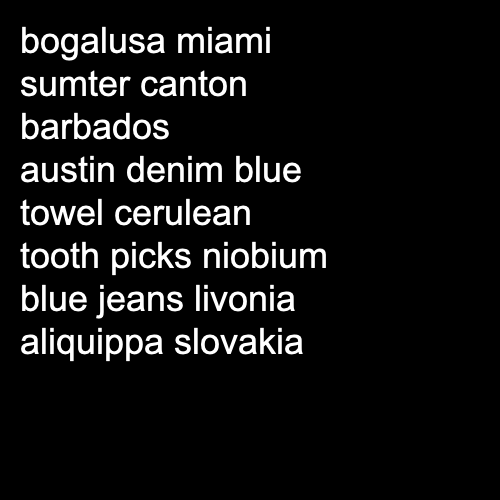 bogalusa miami
sumter canton
barbados
austin denim blue
towel cerulean
tooth picks niobium
blue jeans livonia
aliquippa slovakia